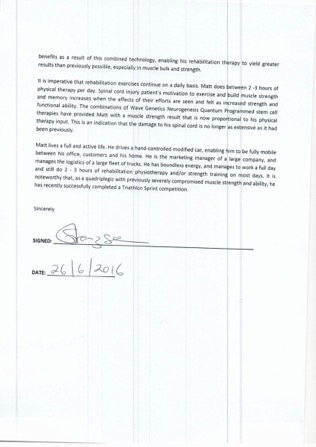 benefits as a result of this combined technology, enabling his rehabilitation therapy to yield greater
results than previously possible, especially in muscle bulk and strength.
It is imperative that rehabilitation exercises continue on a daily basis. Matt does between 2 -3 hours of
physical therapy per day. Spinal cord injury patient's motivation to exercise and build muscle strength
and memory increases when the effects of their efforts are seen and felt as increased strength and
functional ability. The combinations of Wave Genetics Neurogenesis Quantum Programmed stem cell
therapies have provided Matt with a muscle strength result that is now proportional to his physical
therapy input. This is an indication that the damage to his spinal cord is no longer as extensive as it had
been previously.
Matt lives a full and active life. He drives a hand-controlled modified car, enabling him to be fully mobile
between his office, customers and his home. He is the marketing manager of a large company, and
manages the logistics of a large fleet of trucks. He has boundless energy, and manages to work a full day
and still do 2 - 3 hours of rehabilitation: physiotherapy and/or strength training on most days. It is
noteworthy that, as a quadriplegic with previously severely compromised muscle strength and ability, he
has recently successfully completed a Triathlon Sprint competition.
Sincerely
SIGNED:
DATE: 26/6/2016